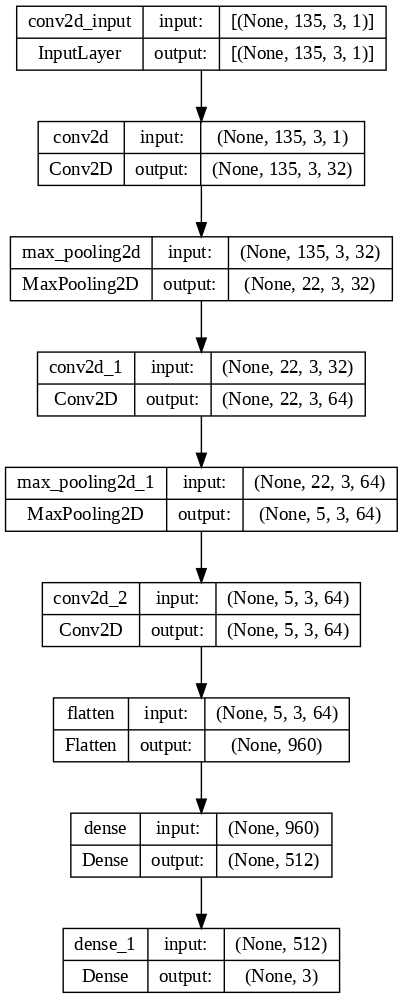 conv2d_input input: [(None, 135, 3, 1)]
InputLayer output: [(None, 135, 3, 1)]
conv2d input: (None, 135, 3, 1)
Conv2D output: (None, 135, 3, 32)
max_pooling2d input: (None, 135, 3, 32)
MaxPooling2D output: (None, 22, 3, 32)
conv2d_1 input: (None, 22, 3, 32)
Conv2D output: (None, 22, 3, 64)
max_pooling2d_1 input: (None, 22, 3, 64)
MaxPooling2D output: (None, 5, 3, 64)
conv2d_2 input: (None, 5, 3, 64)
Conv2D output: (None, 5, 3, 64)
flatten input: (None, 5, 3, 64)
Flatten output: (None, 960)
dense input: (None, 960)
Dense output: (None, 512)
dense_1 input: (None, 512)
Dense output: (None, 3)